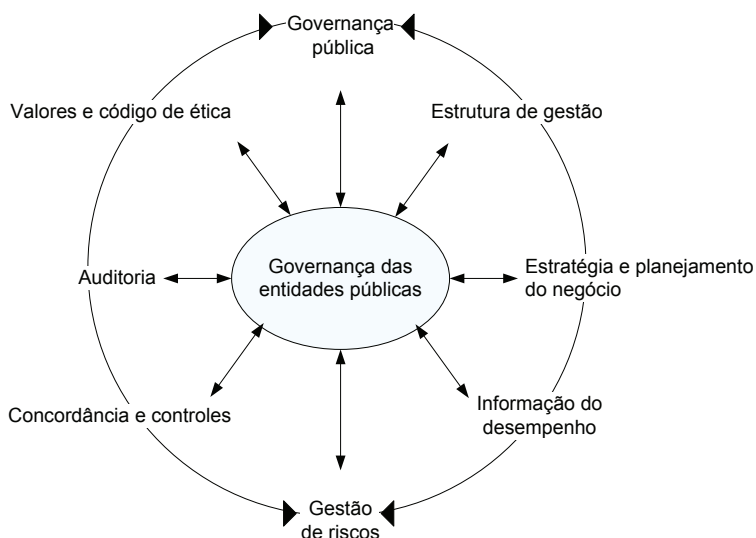 Governança
pública
Valores e código de ética
Estrutura de gestão
Auditoria
Governança das
entidades públicas
Estratégia e planejamento
do negócio
Concordância e controles
Informação do
desempenho
Gestão
de riscos